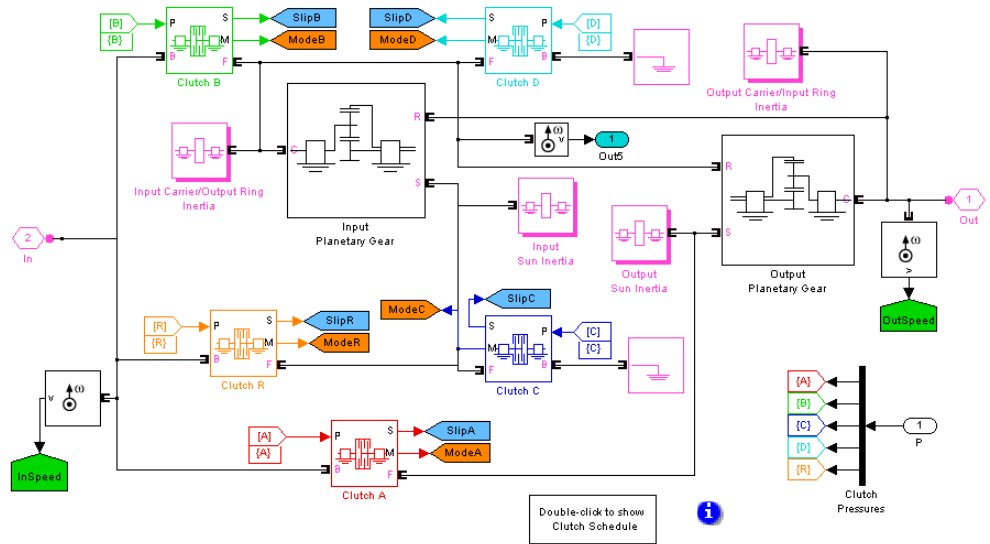 [B]
{B}
P
S
M
B
F
Clutch B
SlipB
ModeB
SlipD
ModeD
S
M
F
P
B
Clutch D
[D]
{D}
Output Carrier/Input Ring
Inertia
Input Carrier/Output Ring
Inertia
C
R
S
Input
Planetary Gear
ω
v
1
Out5
Input
Sun Inertia
Output
Sun Inertia
R
S
C
Output
Planetary Gear
1
Out
ω
v
OutSpeed
2
In
[R]
{R}
P
S
M
B
F
Clutch R
SlipR
ModeR
ModeC
SlipC
S
M
F
P
B
Clutch C
[C]
{C}
ω
v
InSpeed
[A]
{A}
P
S
M
B
F
Clutch A
SlipA
ModeA
{A}
{B}
{C}
{D}
{R}
1
P
Clutch
Pressures
Double-click to show
Clutch Schedule
i